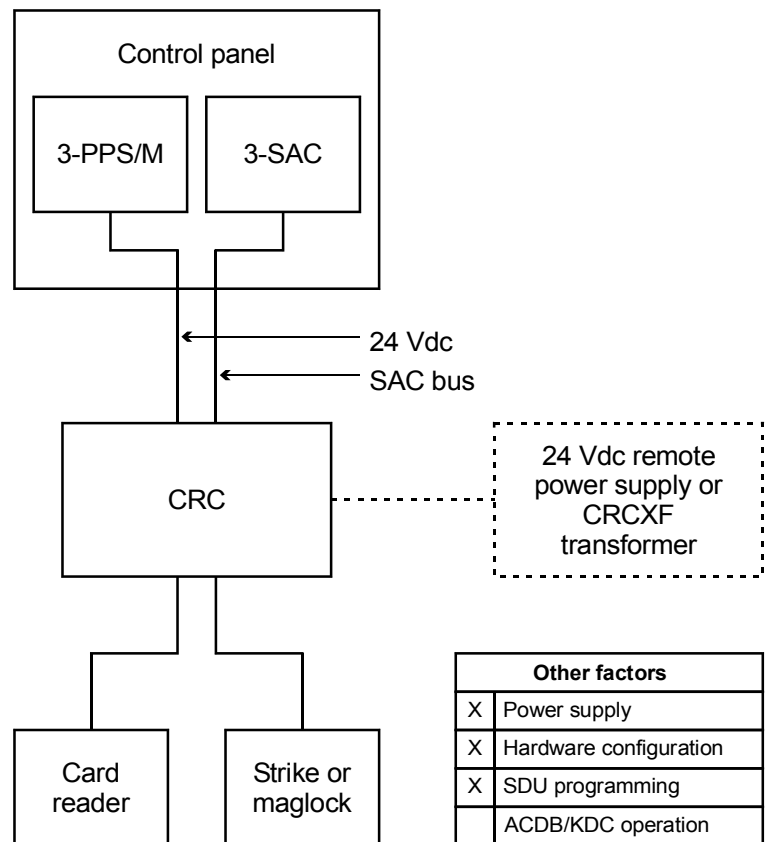 Control panel
3-PPS/M
3-SAC
24 Vdc
SAC bus
CRC
24 Vdc remote
power supply or
CRCXF
transformer
Card
reader
Strike or
maglock
Other factors
X Power supply
X Hardware configuration
X SDU programming
ACDB/KDC operation